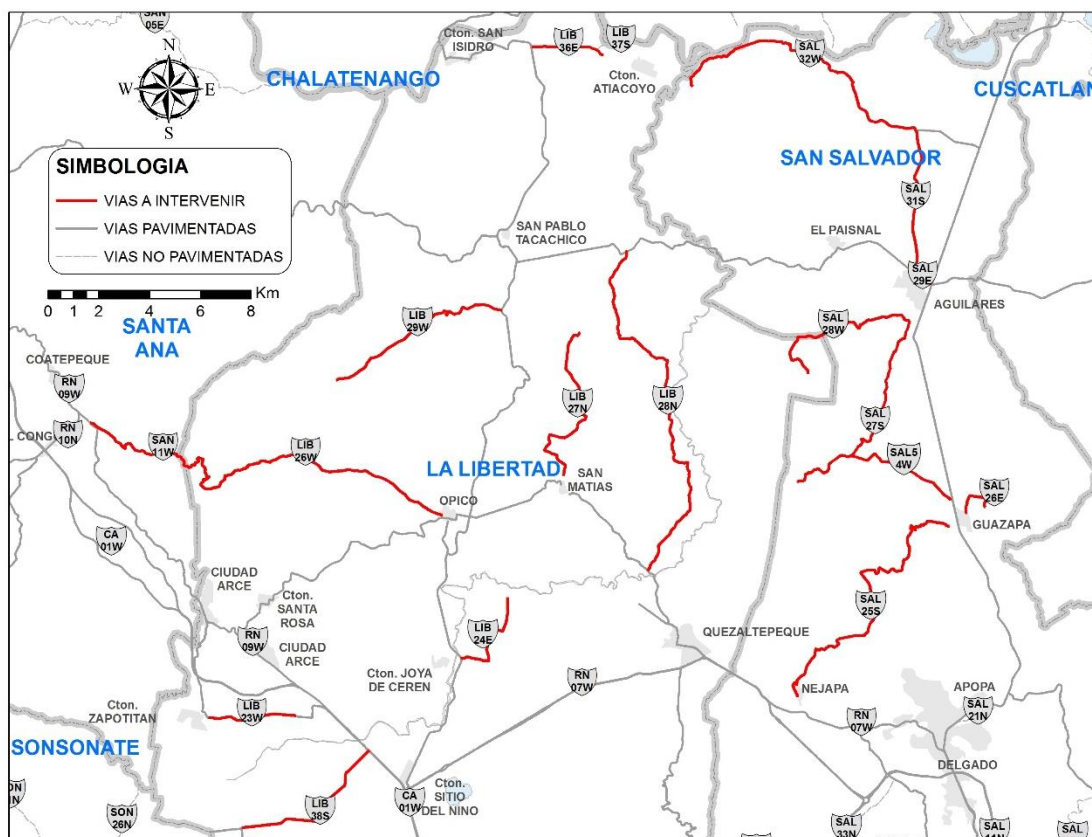 SAN
05E
Cton. SAN
ISIDRO
LIB
36E
LIB
37S
SAL
32W
N
W E
S
CHALATENANGO
Cton.
ATIACOYO
CUSCATLAN
SIMBOLOGIA
VIAS A INTERVENIR
VIAS PAVIMENTADAS
VIAS NO PAVIMENTADAS
0 1 2 4 6 8 Km
SAN SALVADOR
SAL
31S
SAN PABLO
TACACHICO
EL PAISNAL
SAL
29E
AGUILARES
SANTA
ANA
LIB
29W
SAL
28W
COATEPEQUE
RN
09W
RN
10N
L CONG
SAN
11W
LIB
26W
LIB
27N
LIB
28N
SAL
27S
SAL5
4W
SAL
26E
LA LIBERTAD
SAN
MATIAS
OPICO
GUAZAPA
CA
01W
CIUDAD
ARCE
Cton.
SANTA
ROSA
RN
09W
CIUDAD
ARCE
LIB
24E
SAL
25S
QUEZALTEPEQUE
Cton. JOYA
DE CEREN
RN
07W
NEJAPA
APOPA
SAL
21N
Cton.
ZAPOTITAN
LIB
23W
RN
07W
SONSONATE
DELGADO
Cton.
SITIO
DEL NINO
CA
01W
LIB
38S
SON
26N
SAL
33N
SAL
SAL